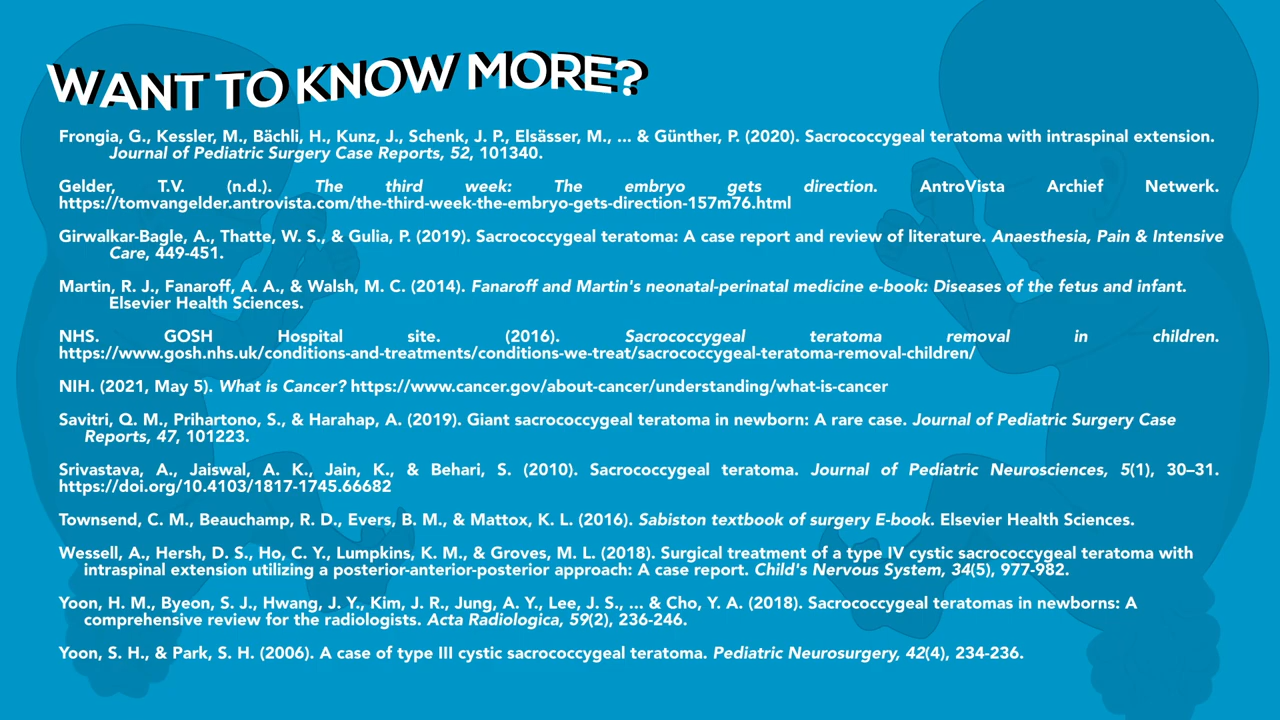 WANT TO KNOW MORE?
Frongia, G., Kessler, M., Bächli, H., Kunz, J., Schenk, J. P., Elsässer, M., ... & Günther, P. (2020). Sacrococcygeal teratoma with intraspinal extension.
Journal of Pediatric Surgery Case Reports, 52, 101340.
Gelder, T.V. (n.d.). The third week: The embryo gets direction. AntroVista Archief Netwerk.
https://tomvangelder.antrovista.com/the-third-week-the-embryo-gets-direction-157m76.html
Girwalkar-Bagle, A., Thatte, W. S., & Gulia, P. (2019). Sacrococcygeal teratoma: A case report and review of literature. Anaesthesia, Pain & Intensive
Care, 449-451.
Martin, R. J., Fanaroff, A. A., & Walsh, M. C. (2014). Fanaroff and Martin's neonatal-perinatal medicine e-book: Diseases of the fetus and infant.
Elsevier Health Sciences.
NHS. GOSH Hospital site. (2016). Sacrococcygeal teratoma removal in children.
https://www.gosh.nhs.uk/conditions-and-treatments/conditions-we-treat/sacrococcygeal-teratoma-removal-children/
NIH. (2021, May 5). What is Cancer? https://www.cancer.gov/about-cancer/understanding/what-is-cancer
Savitri, Q. M., Prihartono, S., & Harahap, A. (2019). Giant sacrococcygeal teratoma in newborn: A rare case. Journal of Pediatric Surgery Case
Reports, 47, 101223.
Srivastava, A., Jaiswal, A. K., Jain, K., & Behari, S. (2010). Sacrococcygeal teratoma. Journal of Pediatric Neurosciences, 5(1), 30–31.
https://doi.org/10.4103/1817-1745.66682
Townsend, C. M., Beauchamp, R. D., Evers, B. M., & Mattox, K. L. (2016). Sabiston textbook of surgery E-book. Elsevier Health Sciences.
Wessell, A., Hersh, D. S., Ho, C. Y., Lumpkins, K. M., & Groves, M. L. (2018). Surgical treatment of a type IV cystic sacrococcygeal teratoma with
intraspinal extension utilizing a posterior-anterior-posterior approach: A case report. Child's Nervous System, 34(5), 977-982.
Yoon, H. M., Byeon, S. J., Hwang, J. Y., Kim, J. R., Jung, A. Y., Lee, J. S., ... & Cho, Y. A. (2018). Sacrococcygeal teratomas in newborns: A
comprehensive review for the radiologists. Acta Radiologica, 59(2), 236-246.
Yoon, S. H., & Park, S. H. (2006). A case of type III cystic sacrococcygeal teratoma. Pediatric Neurosurgery, 42(4), 234-236.